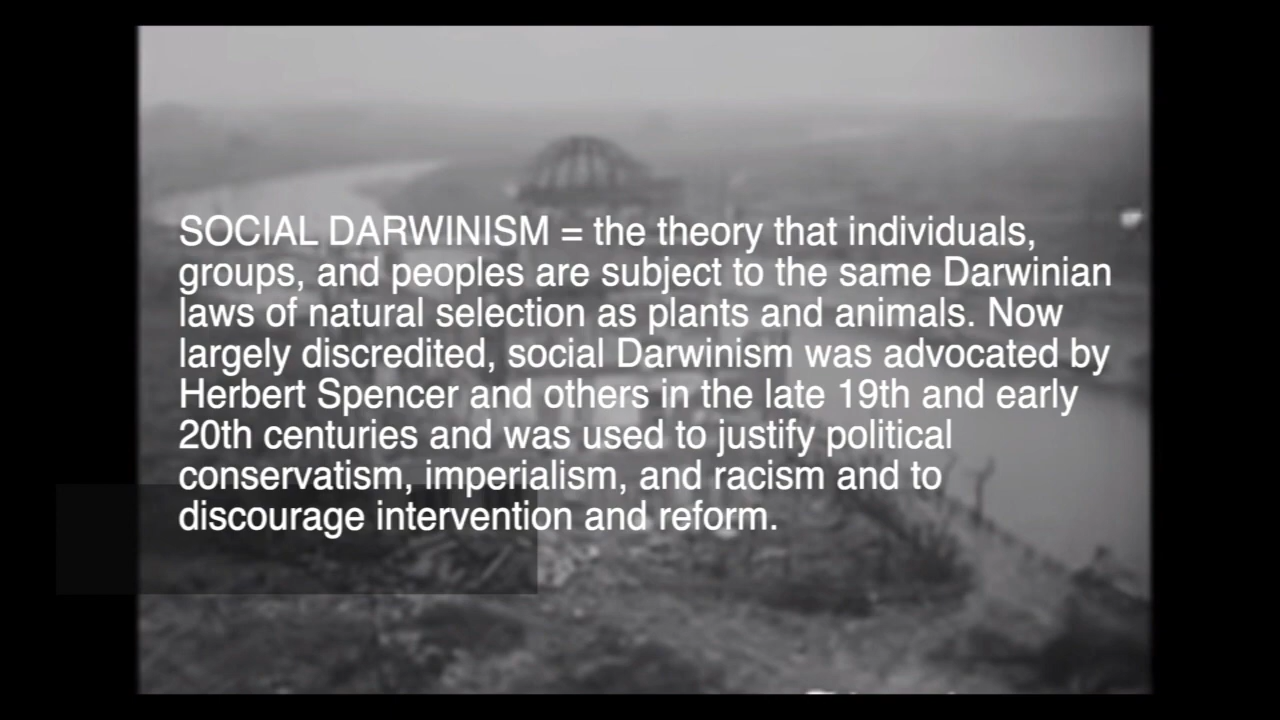 SOCIAL DARWINISM = the theory that individuals,
groups, and peoples are subject to the same Darwinian
laws of natural selection as plants and animals. Now
largely discredited, social Darwinism was advocated by
Herbert Spencer and others in the late 19th and early
20th centuries and was used to justify political
conservatism, imperialism, and racism and to
discourage intervention and reform.